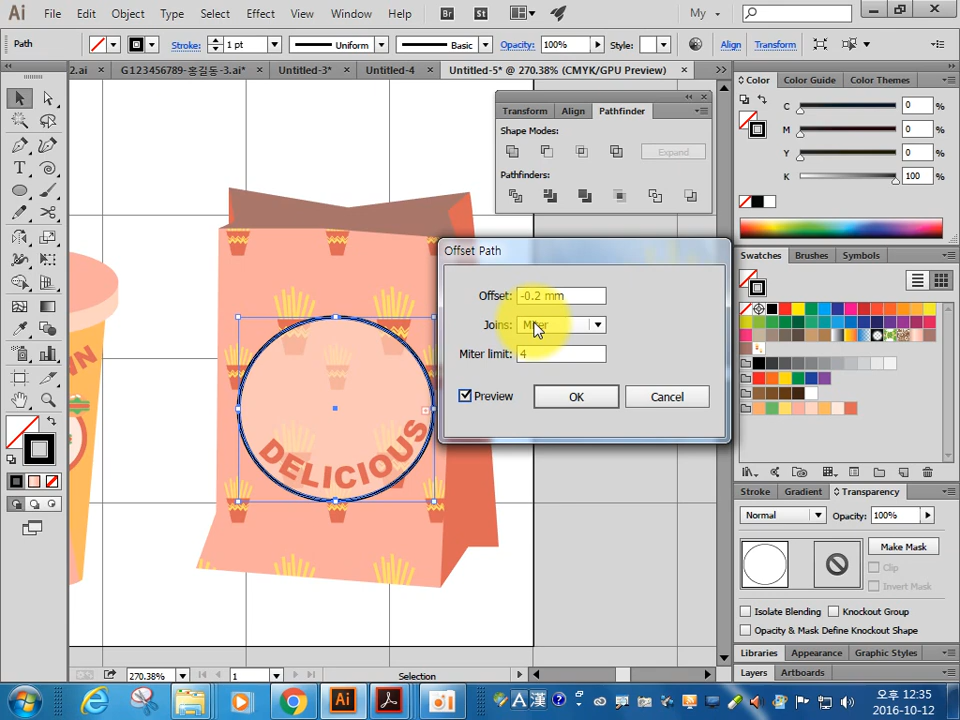 Ai File Edit Object Type Select Effect View Window Help Br St My
Path Stroke: 1 pt Uniform Basic Opacity: 100% Style: Align Transform
2.ai × G123456789-홍길동-3.ai* × Untitled-3* × Untitled-4 × Untitled-5* @ 270.38% (CMYK/GPU Preview) ×
Transform Align Pathfinder
Shape Modes:
Expand
Pathfinders:
Offset Path
Offset: -0.2 mm
Joins: Miter
Miter limit: 4
Preview OK Cancel
DELICIOUS
Color Color Guide Color Themes
C 0 %
M 0 %
Y 0 %
K 100 %
Swatches Brushes Symbols
Stroke Gradient Transparency
Normal Opacity: 100%
Make Mask
Clip
Invert Mask
Isolate Blending Knockout Group
Opacity & Mask Define Knockout Shape
Libraries Appearance Graphic Styles
Layers Artboards
270.38% 1 Selection
Ai A 漢
오후 12:35
2016-10-12